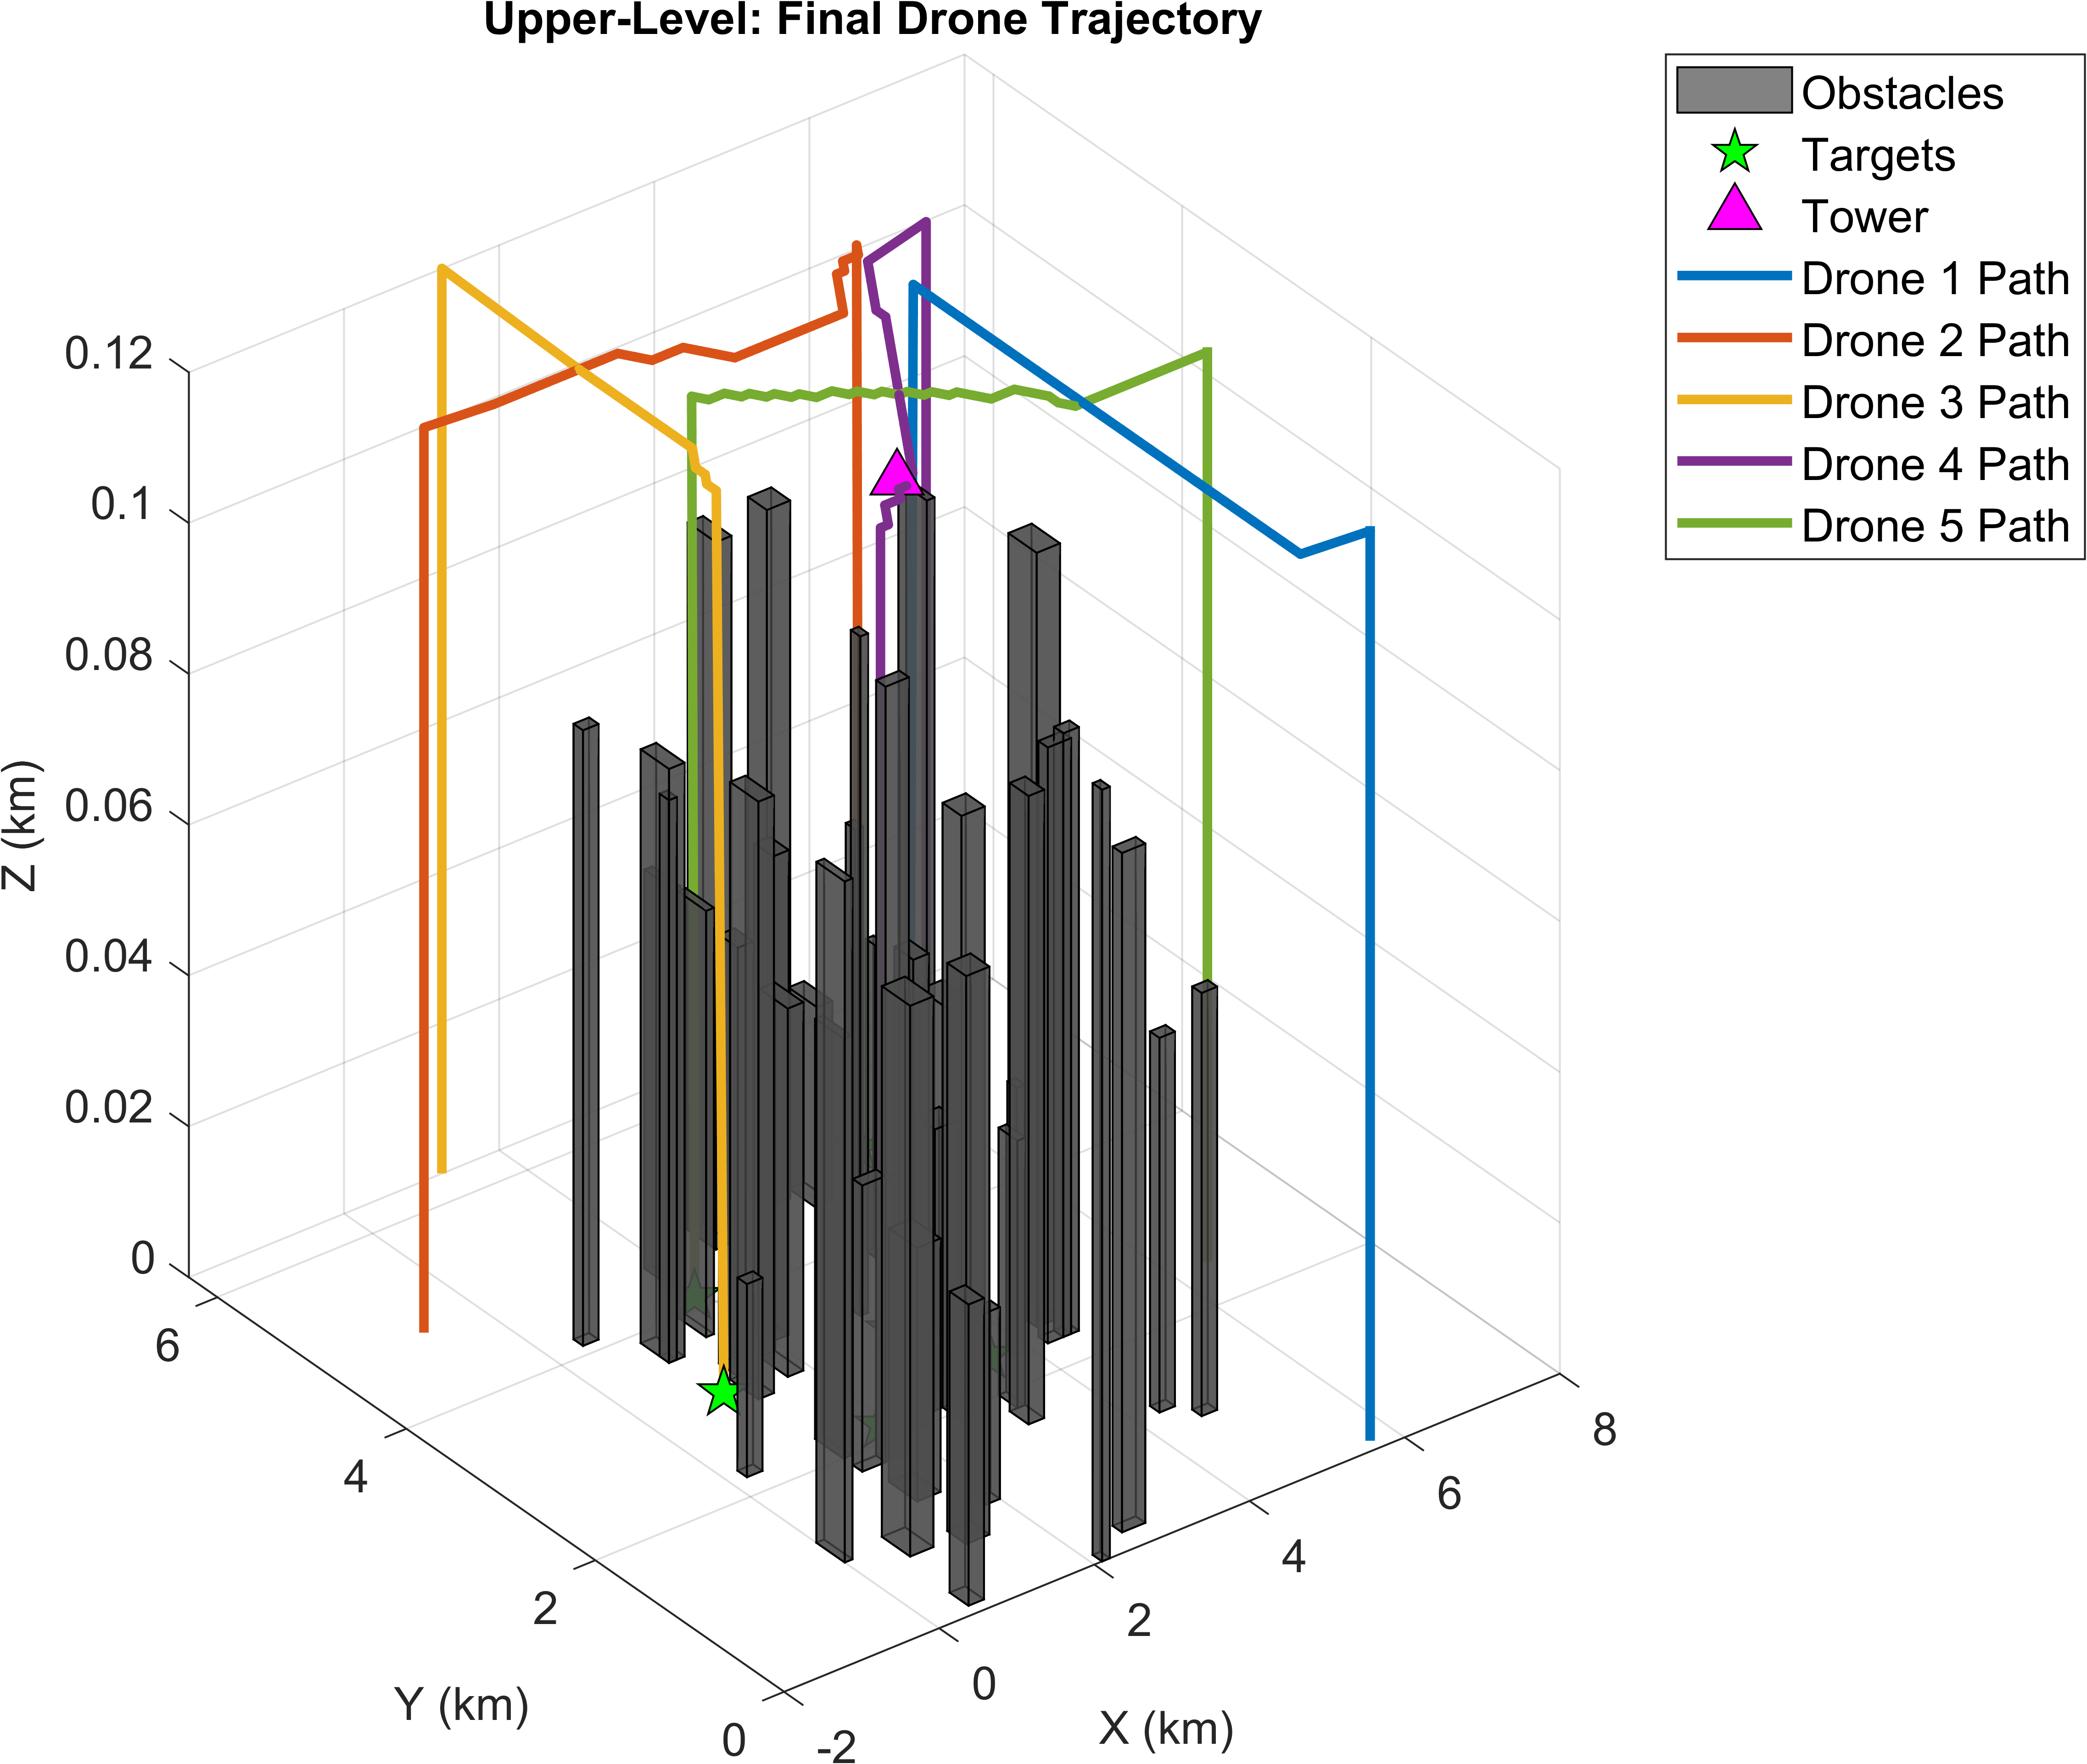 Upper-Level: Final Drone Trajectory
Obstacles
Targets
Tower
Drone 1 Path
Drone 2 Path
Drone 3 Path
Drone 4 Path
Drone 5 Path
0.12
0.1
0.08
0.06
0.04
0.02
0
Z (km)
6
4
2
0
Y (km)
-2
0
2
4
6
8
X (km)